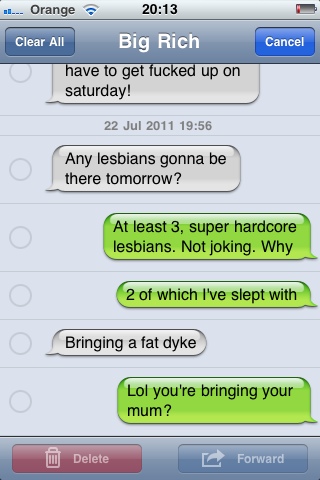 Orange 20:13
Clear All Big Rich Cancel
have to get fucked up on
saturday!
22 Jul 2011 19:56
Any lesbians gonna be
there tomorrow?
At least 3, super hardcore
lesbians. Not joking. Why
2 of which I've slept with
Bringing a fat dyke
Lol you're bringing your
mum?
Delete Forward